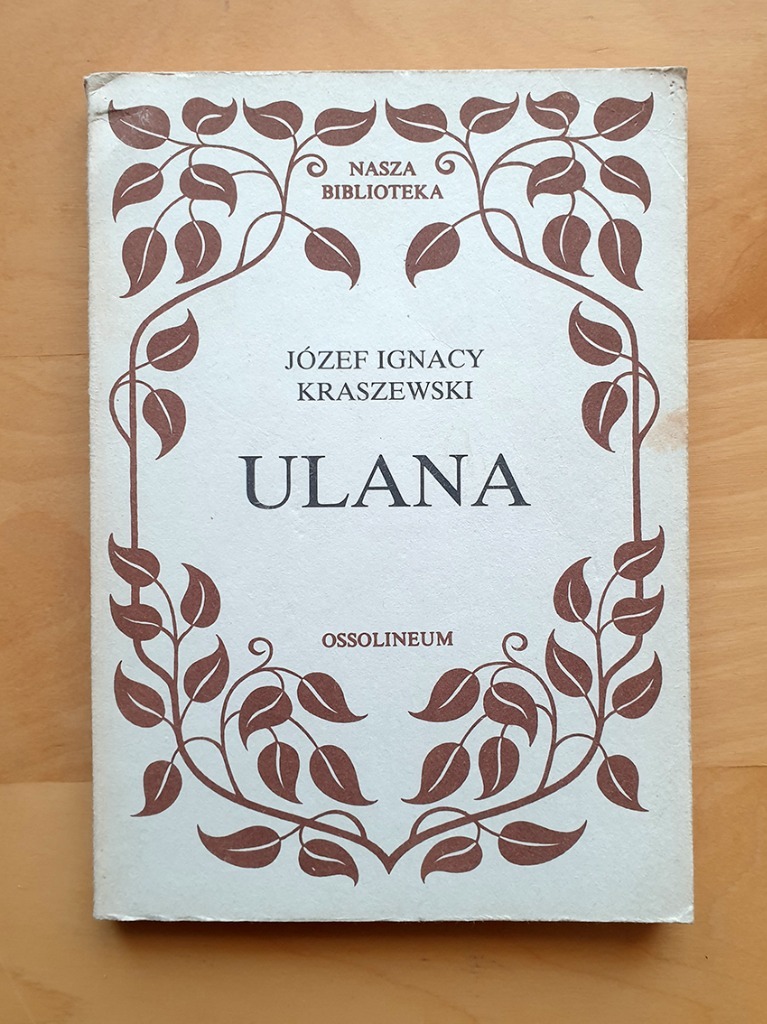 NASZA
BIBLIOTEKA
JÓZEF IGNACY
KRASZEWSKI
ULANA
OSSOLINEUM